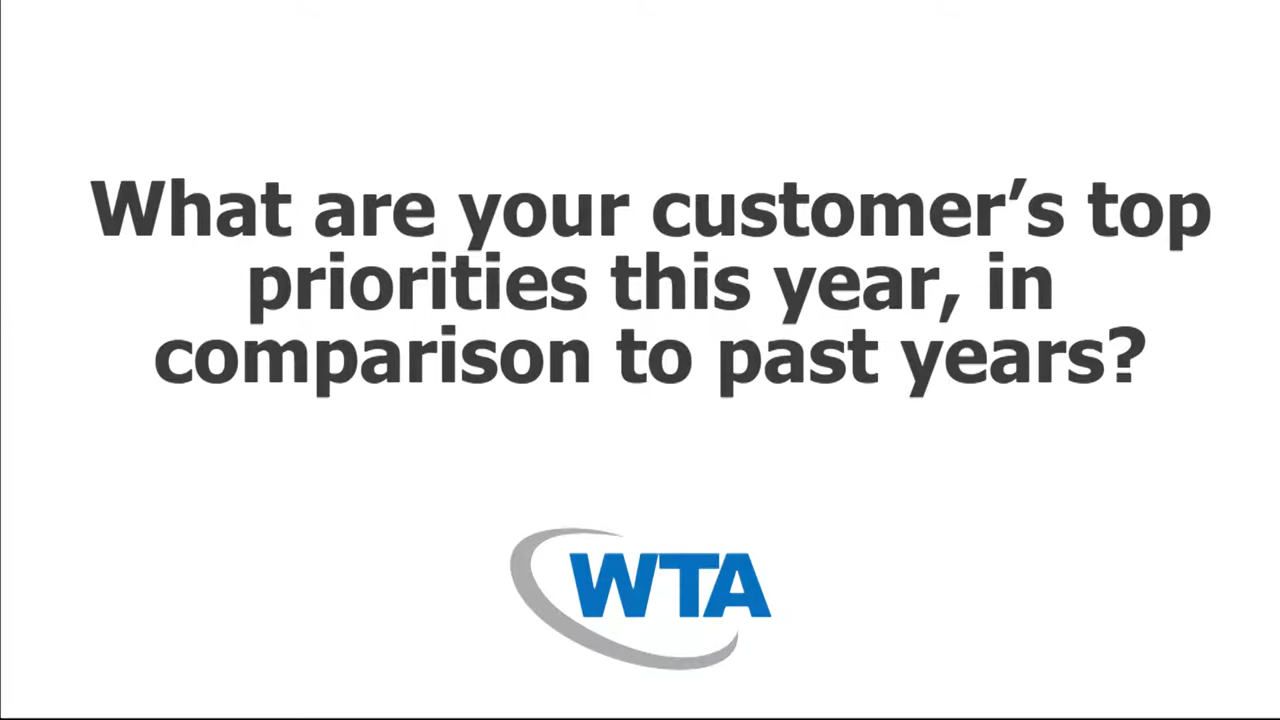 What are your customer’s top
priorities this year, in
comparison to past years?
WTA